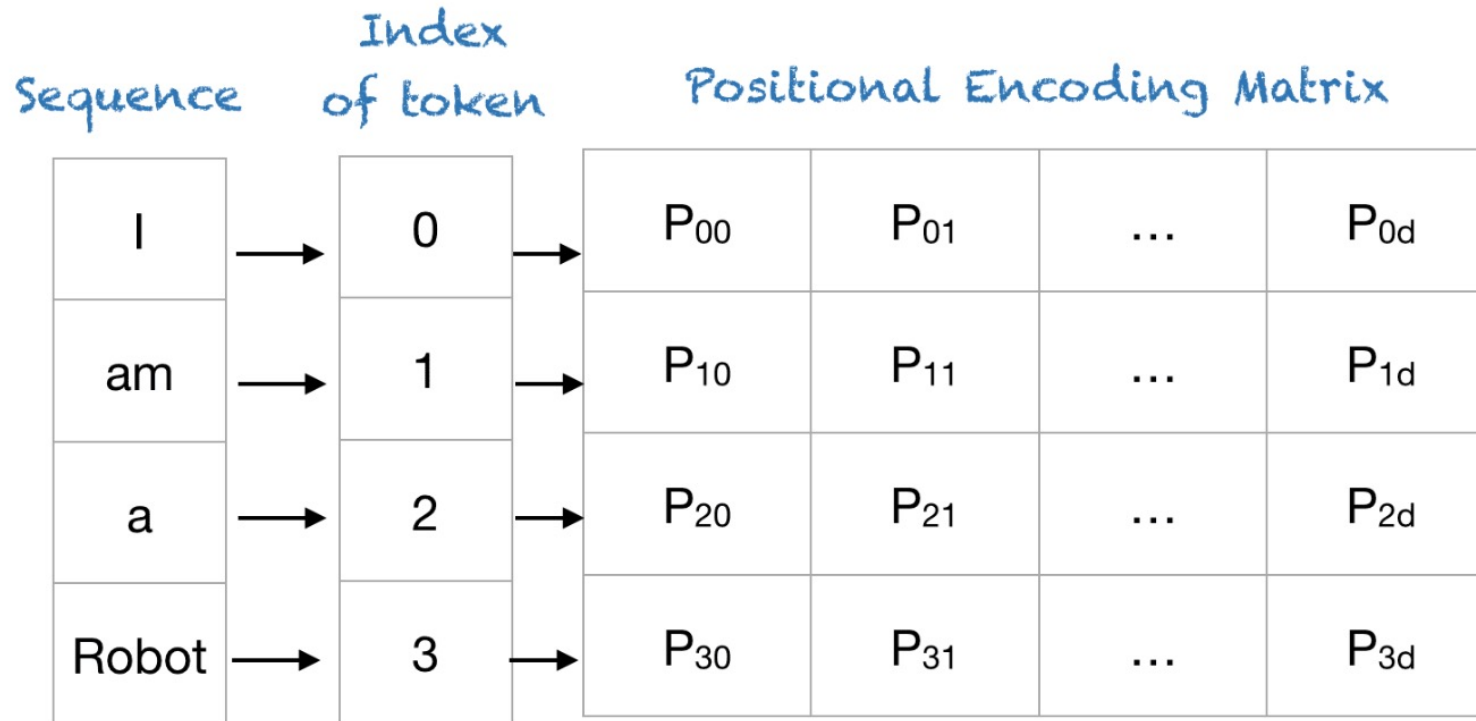 Index
Sequence of token Positional Encoding Matrix
I 0 P₀₀ P₀₁ ... P₀d
am 1 P₁₀ P₁₁ ... P₁d
a 2 P₂₀ P₂₁ ... P₂d
Robot 3 P₃₀ P₃₁ ... P₃d